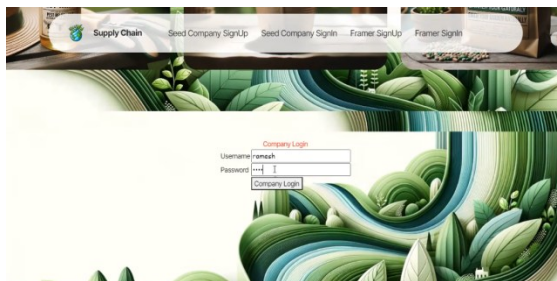 Supply Chain Seed Company SignUp Seed Company SignIn Framer SignUp Framer SignIn
Company Login
Username ramesh
Password ••••
Company Login